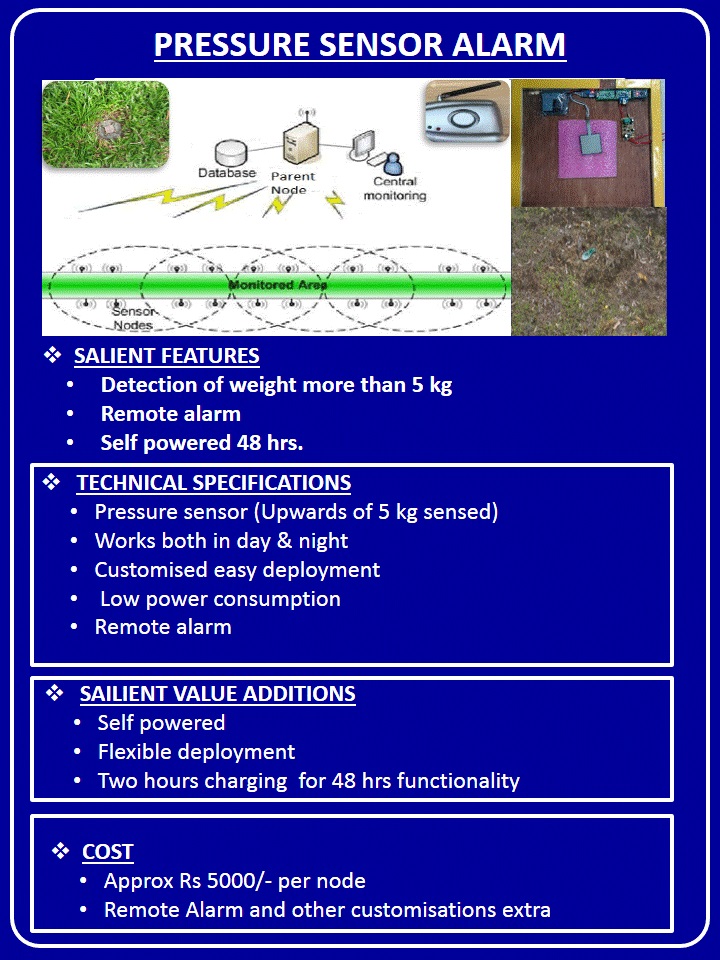 PRESSURE SENSOR ALARM
Database
Parent
Node
Central
monitoring
Monitored Area
Sensor
Nodes
❖ SALIENT FEATURES
• Detection of weight more than 5 kg
• Remote alarm
• Self powered 48 hrs.
❖ TECHNICAL SPECIFICATIONS
• Pressure sensor (Upwards of 5 kg sensed)
• Works both in day & night
• Customised easy deployment
• Low power consumption
• Remote alarm
❖ SAILIENT VALUE ADDITIONS
• Self powered
• Flexible deployment
• Two hours charging for 48 hrs functionality
❖ COST
• Approx Rs 5000/- per node
• Remote Alarm and other customisations extra